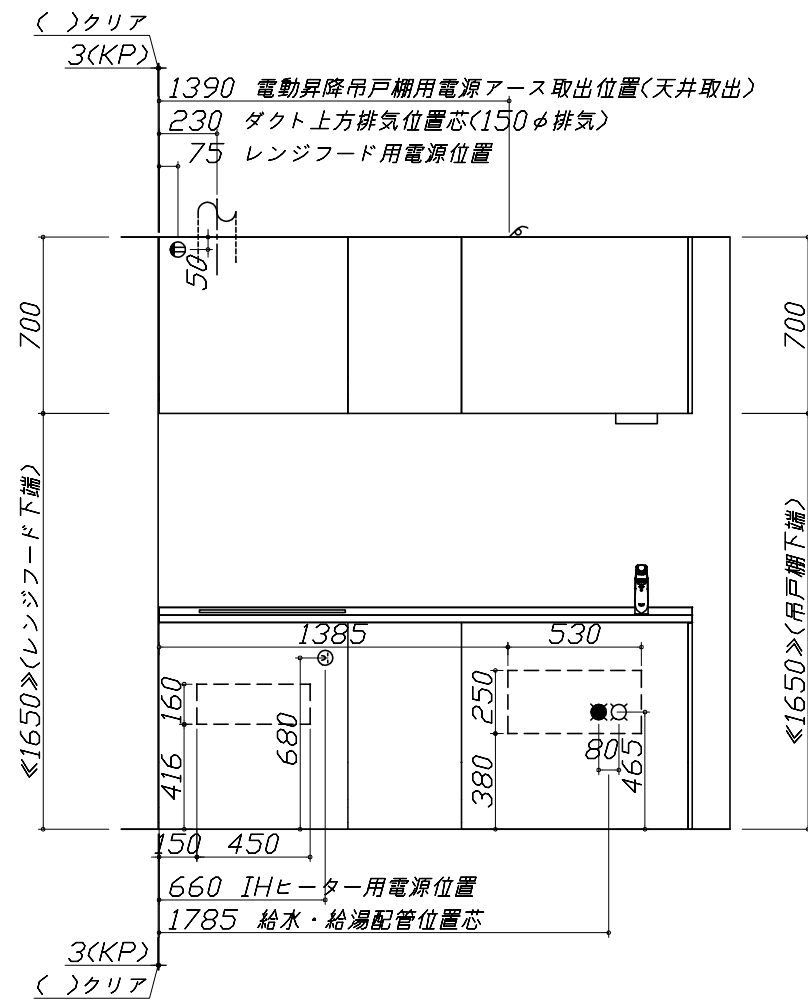 ( )クリア
3(KP)
1390 電動昇降吊戸棚用電源アース取出位置(天井取出)
230 ダクト上方排気位置芯(150φ排気)
75 レンジフード用電源位置
50
700
700
≪1650≫(レンジフード下端)
≪1650≫(吊戸棚下端)
1385
530
160
680
250
416
380
80
465
150
450
660 IHヒーター用電源位置
1785 給水・給湯配管位置芯
3(KP)
( )クリア